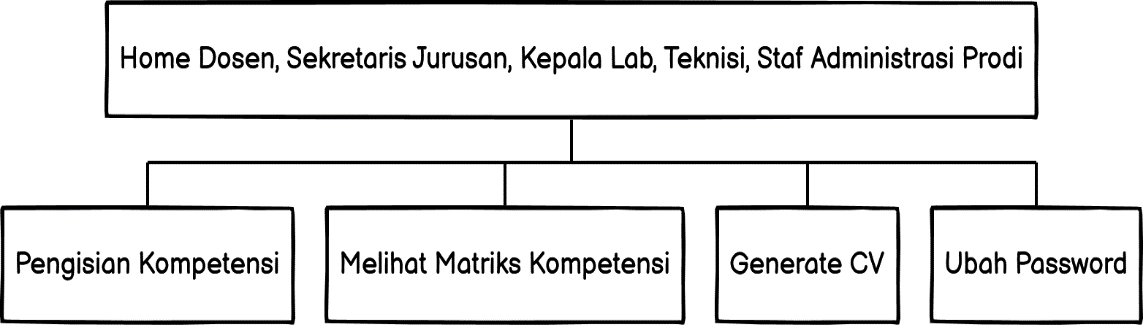 Home Dosen, Sekretaris Jurusan, Kepala Lab, Teknisi, Staf Administrasi Prodi
Pengisian Kompetensi
Melihat Matriks Kompetensi
Generate CV
Ubah Password